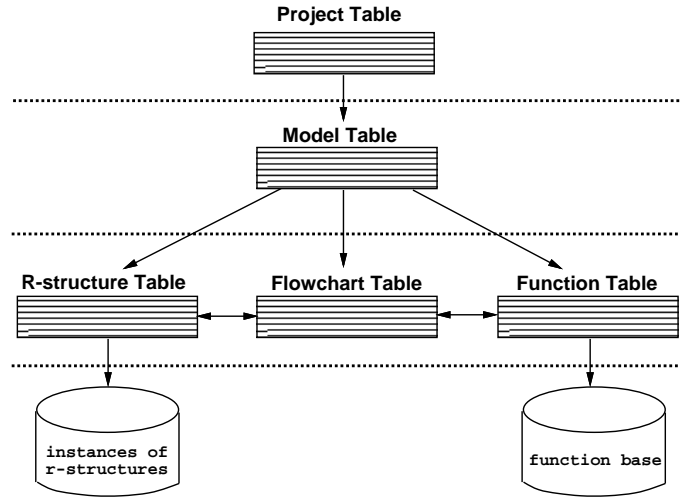 Project Table
Model Table
R-structure Table
Flowchart Table
Function Table
instances of
r-structures
function base